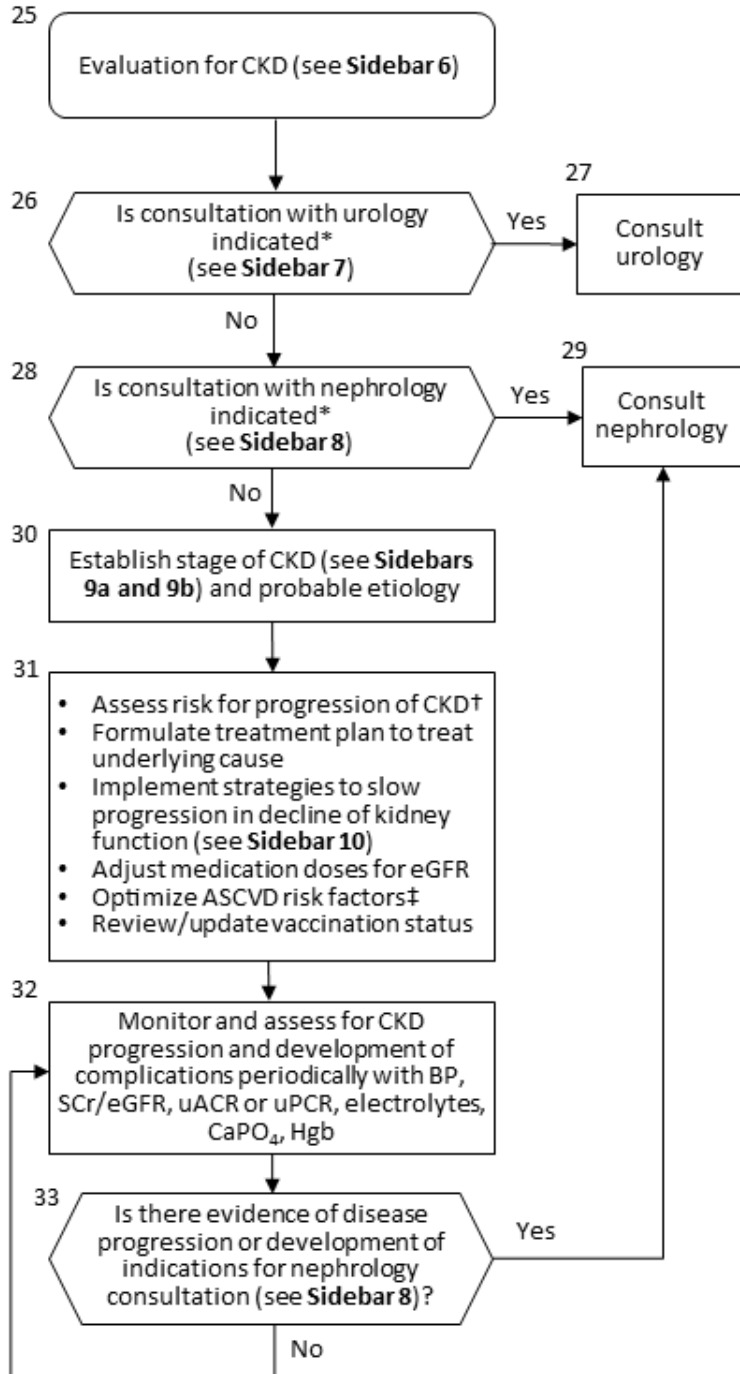 25
Evaluation for CKD (see Sidebar 6)
26
Is consultation with urology
indicated*
(see Sidebar 7)
Yes
27
Consult
urology
No
28
Is consultation with nephrology
indicated*
(see Sidebar 8)
Yes
29
Consult
nephrology
No
30
Establish stage of CKD (see Sidebars
9a and 9b) and probable etiology
31
• Assess risk for progression of CKD†
• Formulate treatment plan to treat
underlying cause
• Implement strategies to slow
progression in decline of kidney
function (see Sidebar 10)
• Adjust medication doses for eGFR
• Optimize ASCVD risk factors‡
• Review/update vaccination status
32
Monitor and assess for CKD
progression and development of
complications periodically with BP,
SCr/eGFR, uACR or uPCR, electrolytes,
CaPO₄, Hgb
33
Is there evidence of disease
progression or development of
indications for nephrology
consultation (see Sidebar 8)?
Yes
No